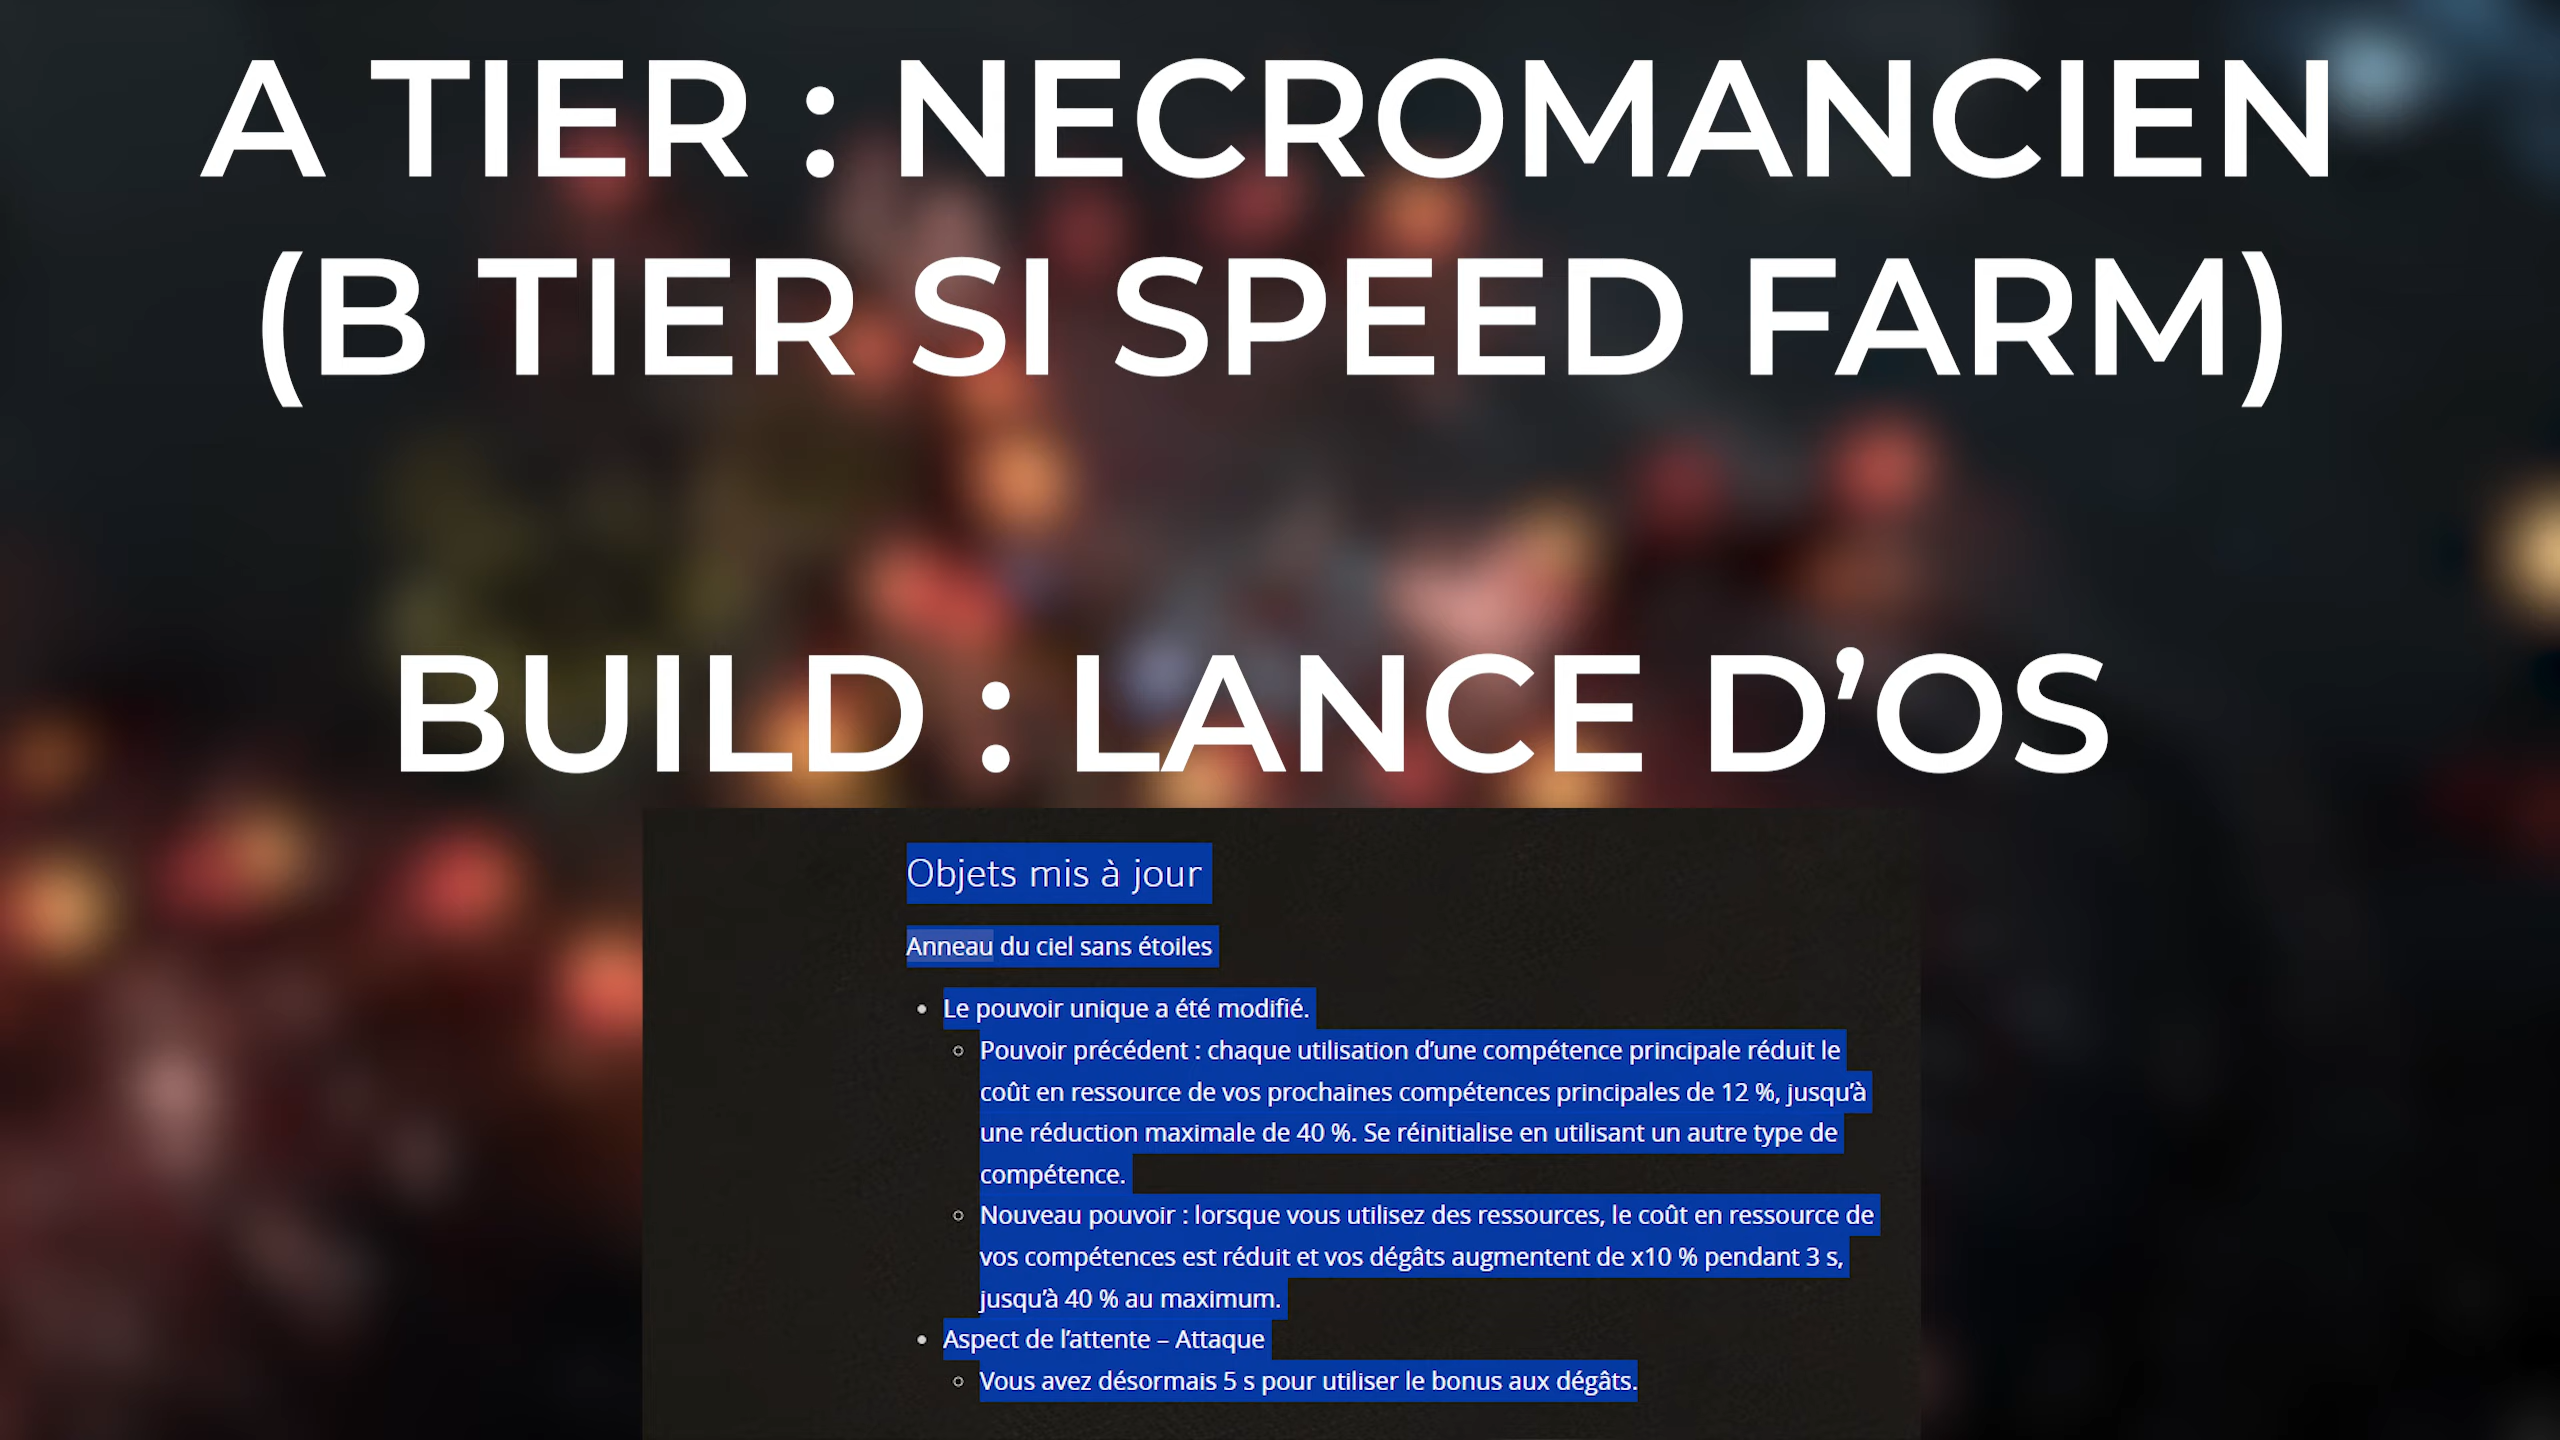 A TIER : NECROMANCIEN
(B TIER SI SPEED FARM)
BUILD : LANCE D’OS
Objets mis à jour
Anneau du ciel sans étoiles
• Le pouvoir unique a été modifié.
○ Pouvoir précédent : chaque utilisation d’une compétence principale réduit le
coût en ressource de vos prochaines compétences principales de 12 %, jusqu’à
une réduction maximale de 40 %. Se réinitialise en utilisant un autre type de
compétence.
○ Nouveau pouvoir : lorsque vous utilisez des ressources, le coût en ressource de
vos compétences est réduit et vos dégâts augmentent de x10 % pendant 3 s,
jusqu’à 40 % au maximum.
• Aspect de l’attente – Attaque
○ Vous avez désormais 5 s pour utiliser le bonus aux dégâts.